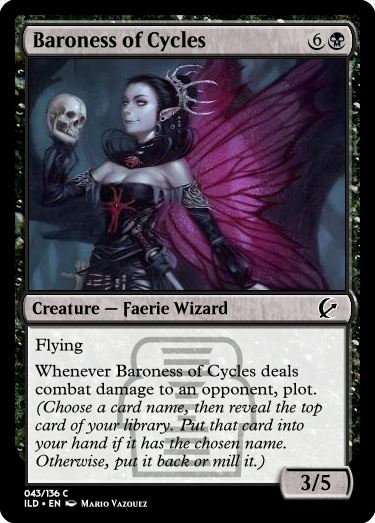 Baroness of Cycles 6
Creature — Faerie Wizard
Flying
Whenever Baroness of Cycles deals
combat damage to an opponent, plot.
(Choose a card name, then reveal the top
card of your library. Put that card into
your hand if it has the chosen name.
Otherwise, put it back or mill it.)
3/5
043/136 C
ILD • EN Mario Vazquez